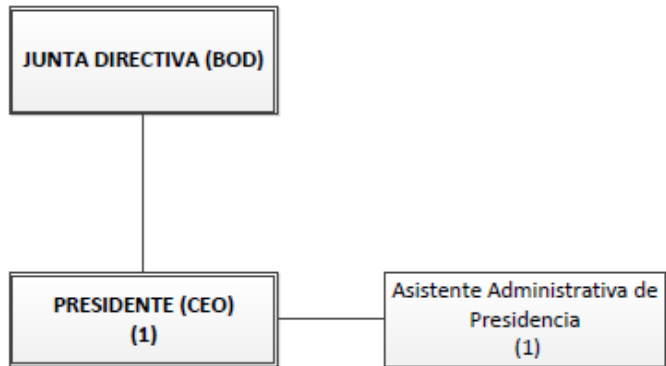 JUNTA DIRECTIVA (BOD)
PRESIDENTE (CEO)
(1)
Asistente Administrativa de
Presidencia
(1)